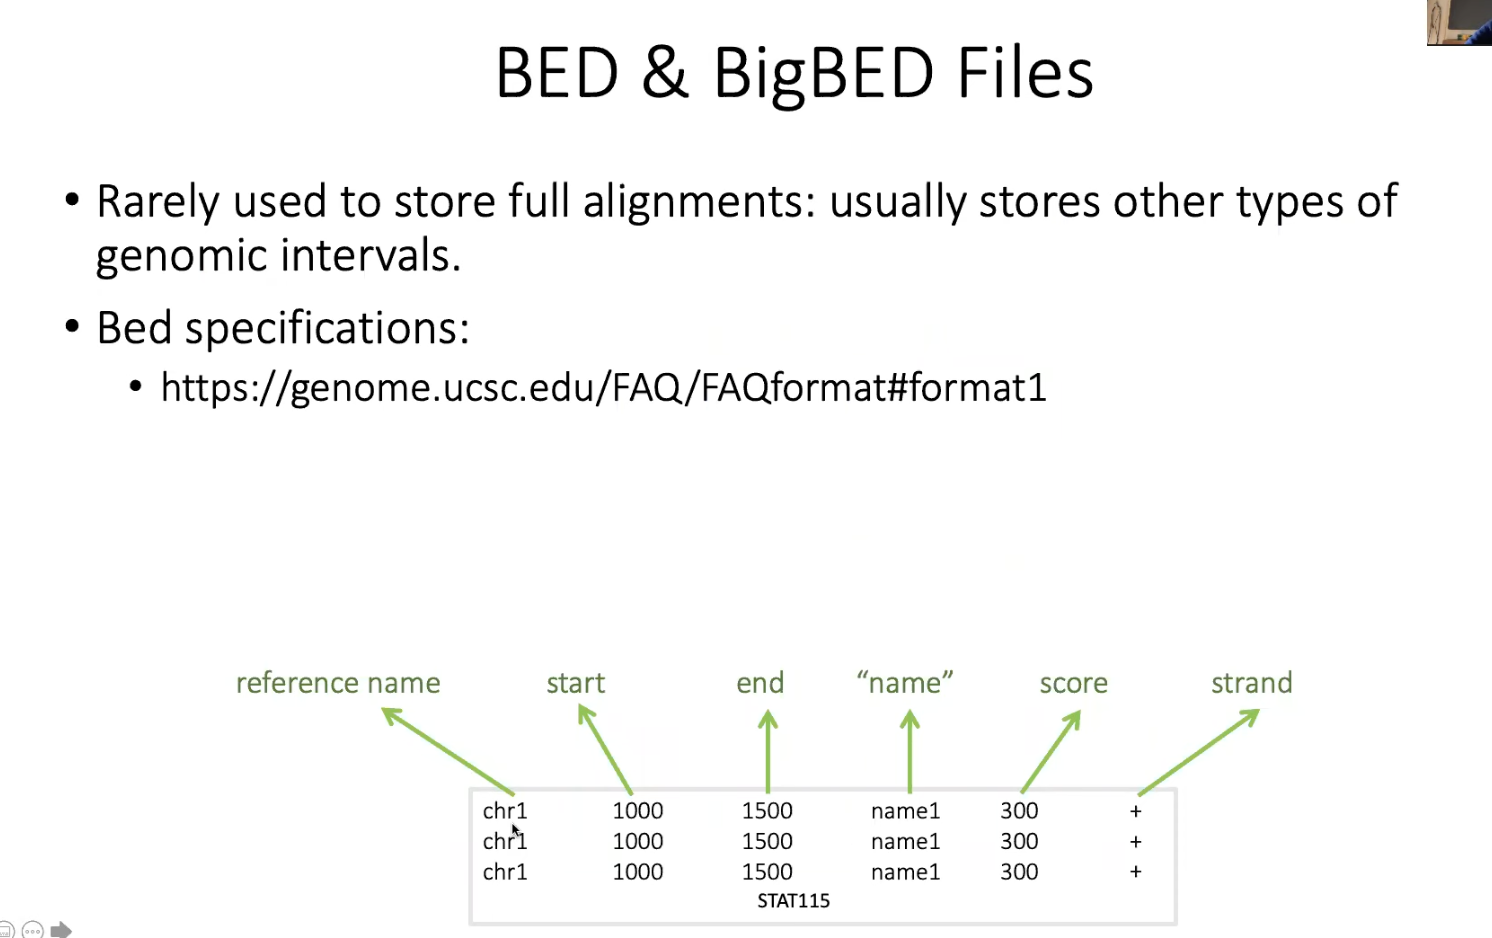 BED & BigBED Files
• Rarely used to store full alignments: usually stores other types of
genomic intervals.
• Bed specifications:
• https://genome.ucsc.edu/FAQ/FAQformat#format1
reference name start end “name” score strand
chr1 1000 1500 name1 300 +
chr1 1000 1500 name1 300 +
chr1 1000 1500 name1 300 +
STAT115